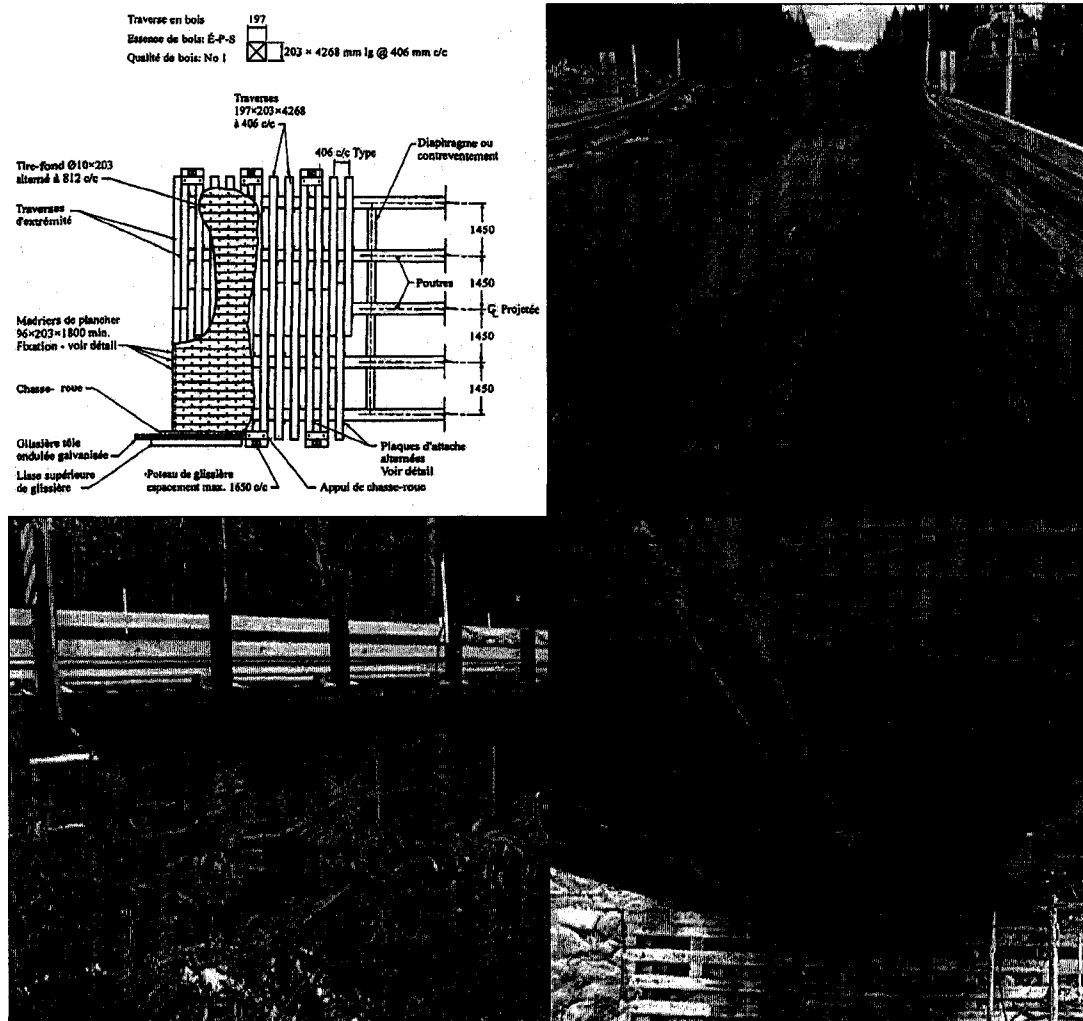 Traverse en bois
Essence de bois: É-P-S
Qualité de bois: No 1
197
203 × 4268 mm lg @ 406 mm c/c
Traverses
197×203×4268
à 406 c/c
Diaphragme ou
contreventement
406 c/c Type
Tire-fond Ø10×203
alterné à 812 c/c
Traverses
d'extrémité
1450
1450
Poutres
C̲L Projetée
Madriers de plancher
96×203×1800 min.
Fixation - voir détail
1450
1450
Chasse- roue
Glissière tôle
ondulée galvanisée
Lisse supérieure
de glissière
Poteau de glissière
espacement max. 1650 c/c
Appui de chasse-roue
Plaques d'attache
alternées
Voir détail